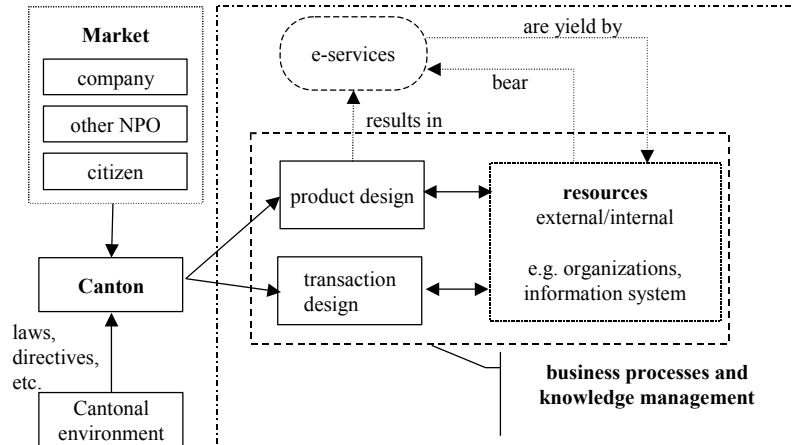 Market
company
other NPO
citizen
Canton
laws,
directives,
etc.
Cantonal
environment
e-services
are yield by
bear
results in
product design
transaction
design
resources
external/internal
e.g. organizations,
information system
business processes and
knowledge management